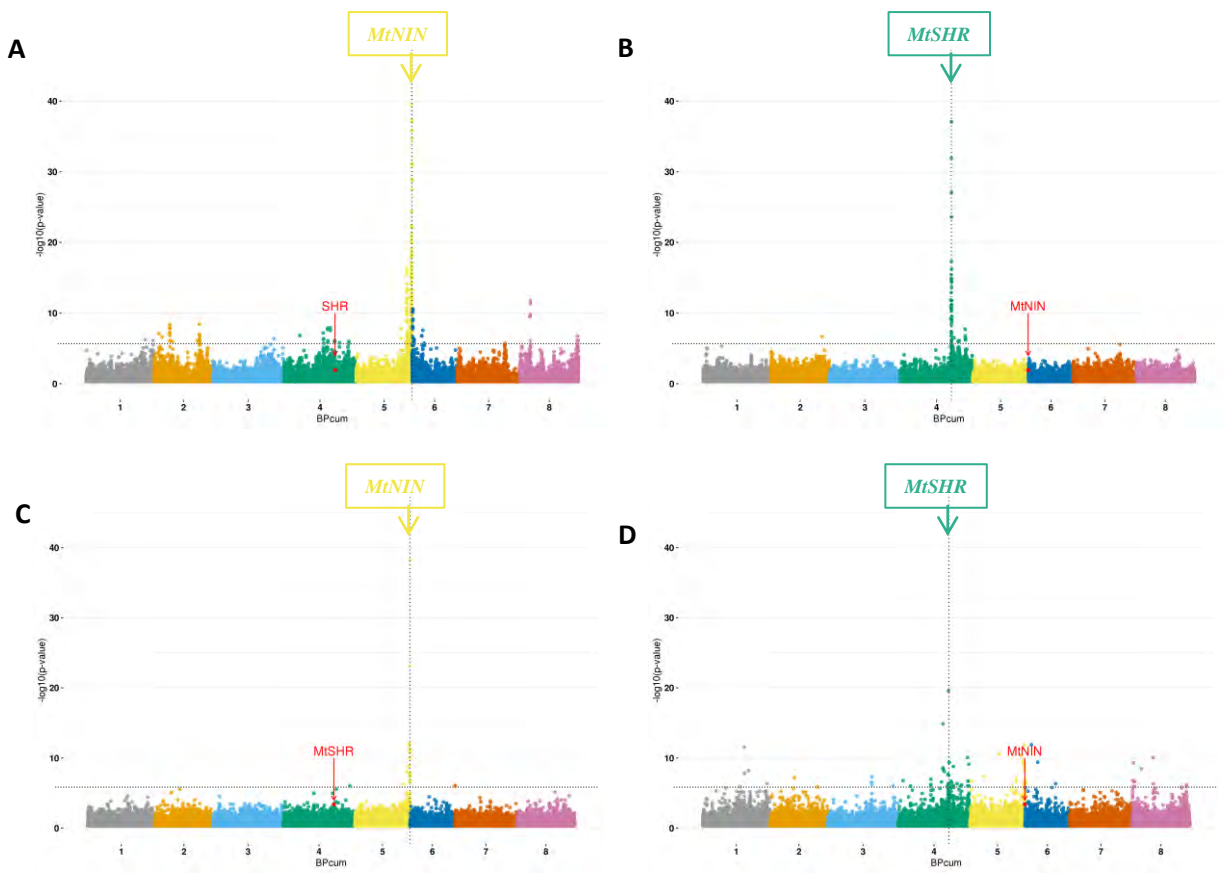 A
MtNIN
-log10(p-value)
40
30
20
10
0
SHR
1 2 3 4 5 6 7 8
BPcum
B
MtSHR
-log10(p-value)
40
30
20
10
0
MtNIN
1 2 3 4 5 6 7 8
BPcum
C
MtNIN
-log10(p-value)
40
30
20
10
0
MtSHR
1 2 3 4 5 6 7 8
BPcum
D
MtSHR
-log10(p-value)
40
30
20
10
0
MtNIN
1 2 3 4 5 6 7 8
BPcum